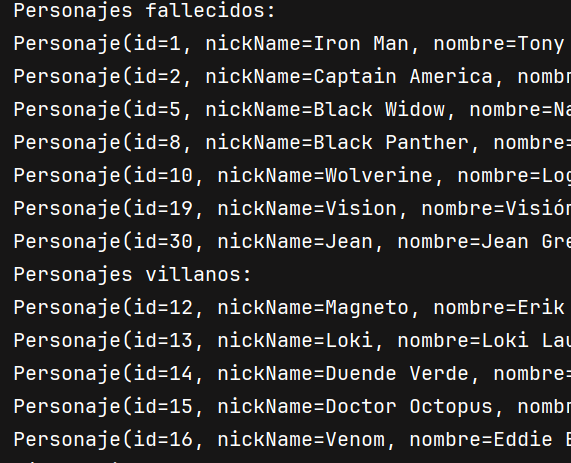 Personajes fallecidos:
Personaje(id=1, nickName=Iron Man, nombre=Tony
Personaje(id=2, nickName=Captain America, nombr
Personaje(id=5, nickName=Black Widow, nombre=Na
Personaje(id=8, nickName=Black Panther, nombre=
Personaje(id=10, nickName=Wolverine, nombre=Log
Personaje(id=19, nickName=Vision, nombre=Visión
Personaje(id=30, nickName=Jean, nombre=Jean Gre
Personajes villanos:
Personaje(id=12, nickName=Magneto, nombre=Erik
Personaje(id=13, nickName=Loki, nombre=Loki Lau
Personaje(id=14, nickName=Duende Verde, nombre=
Personaje(id=15, nickName=Doctor Octopus, nombr
Personaje(id=16, nickName=Venom, nombre=Eddie B